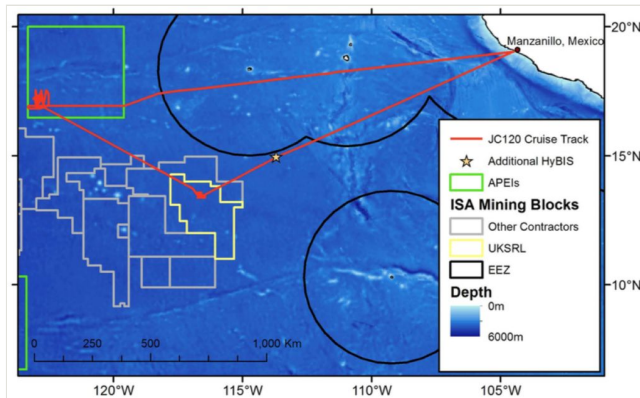 20°N
Manzanillo, Mexico
15°N
10°N
JC120 Cruise Track
Additional HyBIS
APEIs
ISA Mining Blocks
Other Contractors
UKSRL
EEZ
Depth
0m
6000m
0 250 500 1,000 Km
120°W 115°W 110°W 105°W